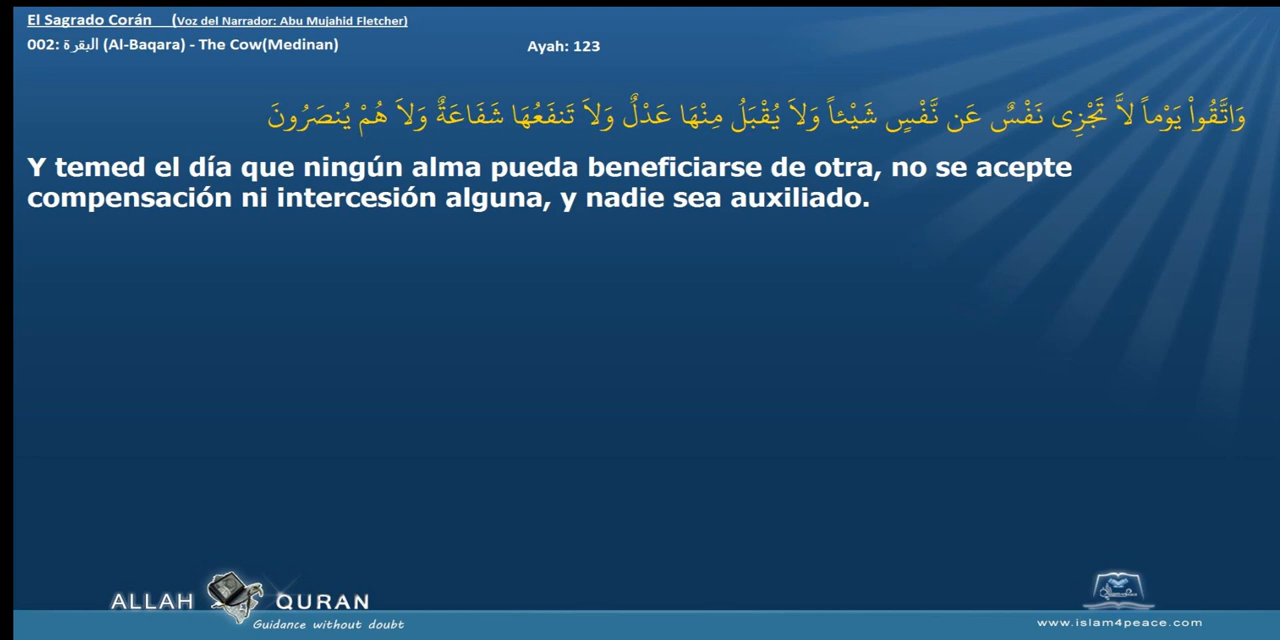 El Sagrado Corán (Voz del Narrador: Abu Mujahid Fletcher)
002: البقرة (Al-Baqara) - The Cow(Medinan)
Ayah: 123
وَاتَّقُواْ يَوْماً لاَّ تَجْزِى نَفْسٌ عَن نَّفْسٍ شَيْئاً وَلاَ يُقْبَلُ مِنْهَا عَدْلٌ وَلاَ تَنفَعُهَا شَفَاعَةٌ وَلاَ هُمْ يُنصَرُونَ
Y temed el día que ningún alma pueda beneficiarse de otra, no se acepte
compensación ni intercesión alguna, y nadie sea auxiliado.
ALLAH QURAN
Guidance without doubt
www.islam4peace.com